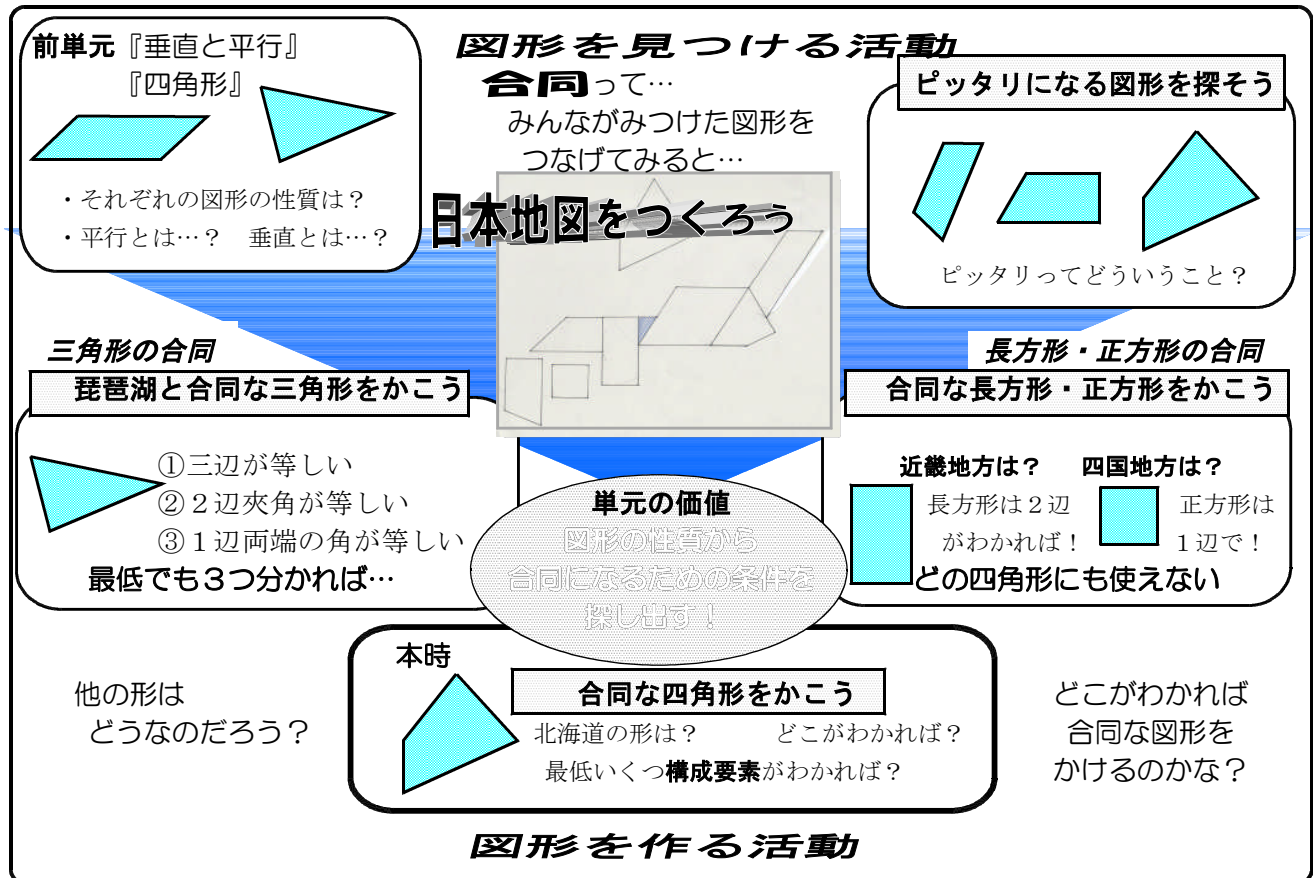 前単元『垂直と平行』
『四角形』
・それぞれの図形の性質は？
・平行とは…？　垂直とは…？
図形を見つける活動
合同って…
みんながみつけた図形を
つなげてみると…
日本地図をつくろう
ピッタリになる図形を探そう
ピッタリってどういうこと？
三角形の合同
琵琶湖と合同な三角形をかこう
①三辺が等しい
②２辺夾角が等しい
③１辺両端の角が等しい
最低でも３つ分かれば…
長方形・正方形の合同
合同な長方形・正方形をかこう
近畿地方は？　四国地方は？
長方形は２辺　正方形は
がわかれば！　１辺で！
どの四角形にも使えない
単元の価値
図形の性質から
合同になるための条件を
探し出す！
他の形は
どうなのだろう？
本時
合同な四角形をかこう
北海道の形は？　どこがわかれば？
最低いくつ構成要素がわかれば？
どこがわかれば
合同な図形を
かけるのかな？
図形を作る活動